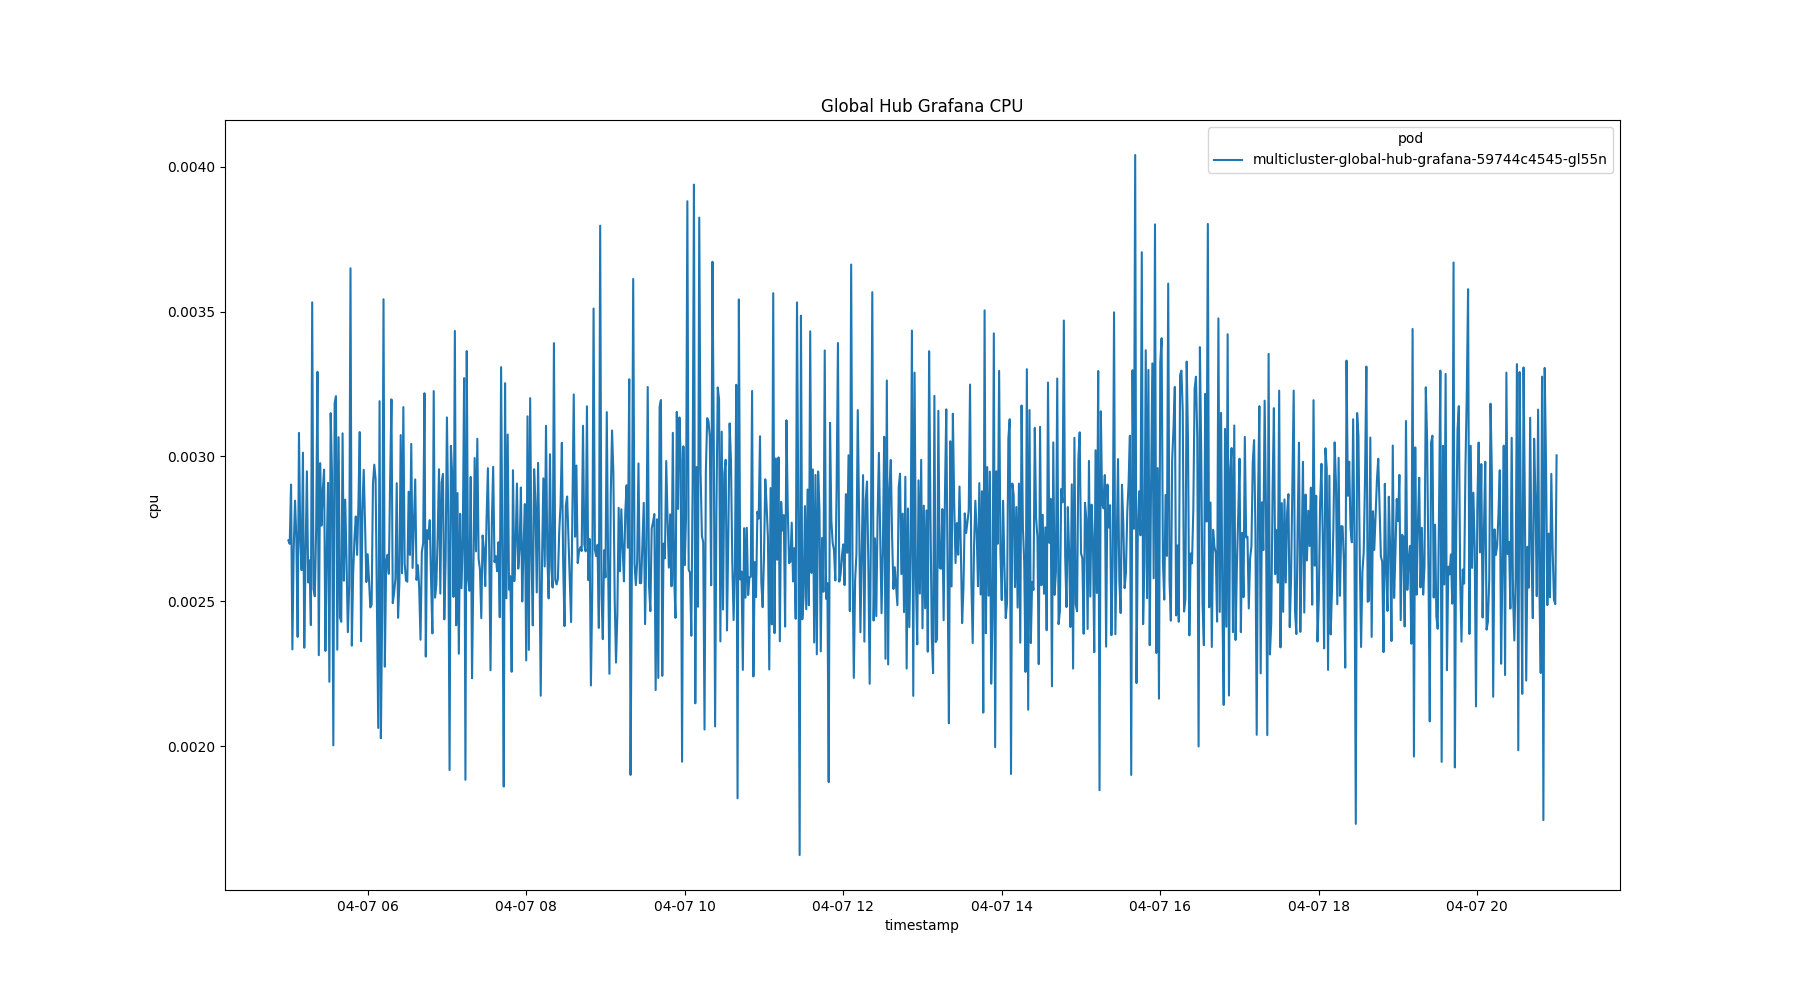 Global Hub Grafana CPU
pod
multicluster-global-hub-grafana-59744c4545-gl55n
0.0040
0.0035
0.0030
0.0025
0.0020
cpu
04-07 06 04-07 08 04-07 10 04-07 12 04-07 14 04-07 16 04-07 18 04-07 20
timestamp